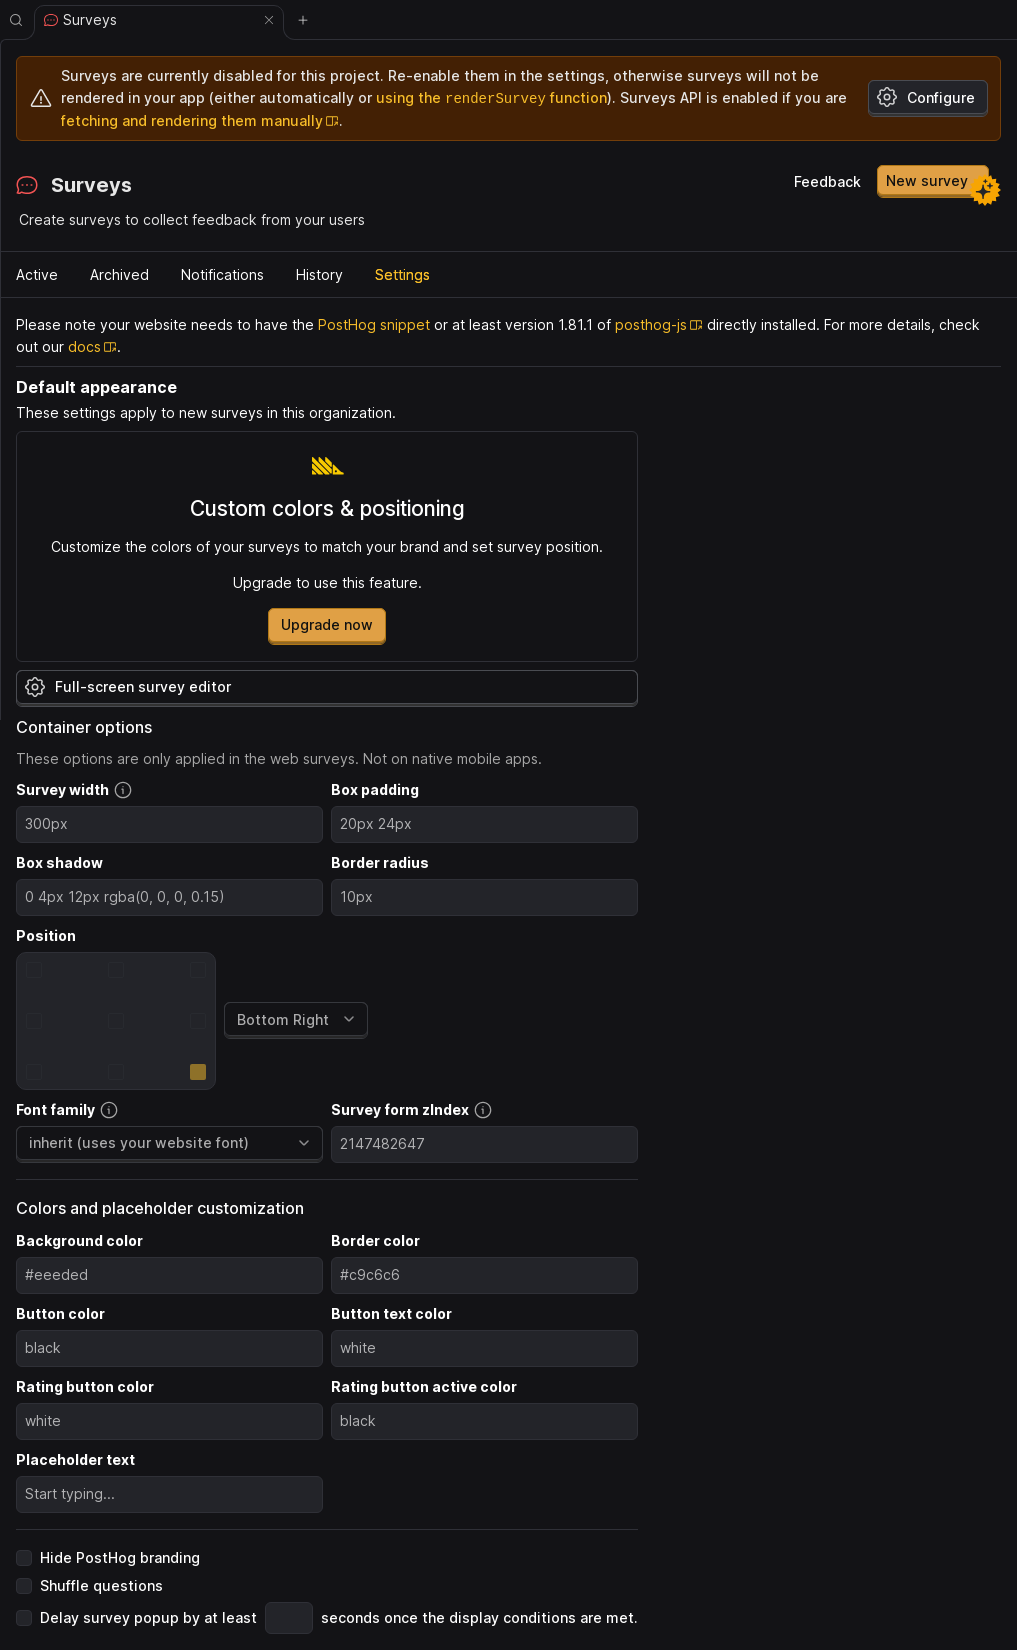 Surveys
Surveys are currently disabled for this project. Re-enable them in the settings, otherwise surveys will not be
rendered in your app (either automatically or using the renderSurvey function). Surveys API is enabled if you are
fetching and rendering them manually.
Configure
Surveys
Feedback
New survey
Create surveys to collect feedback from your users
Active Archived Notifications History Settings
Please note your website needs to have the PostHog snippet or at least version 1.81.1 of posthog-js directly installed. For more details, check
out our docs.
Default appearance
These settings apply to new surveys in this organization.
Custom colors & positioning
Customize the colors of your surveys to match your brand and set survey position.
Upgrade to use this feature.
Upgrade now
Full-screen survey editor
Container options
These options are only applied in the web surveys. Not on native mobile apps.
Survey width Box padding
300px 20px 24px
Box shadow Border radius
0 4px 12px rgba(0, 0, 0, 0.15) 10px
Position
Bottom Right
Font family Survey form zIndex
inherit (uses your website font) 2147482647
Colors and placeholder customization
Background color Border color
#eeeded #c9c6c6
Button color Button text color
black white
Rating button color Rating button active color
white black
Placeholder text
Start typing...
Hide PostHog branding
Shuffle questions
Delay survey popup by at least seconds once the display conditions are met.